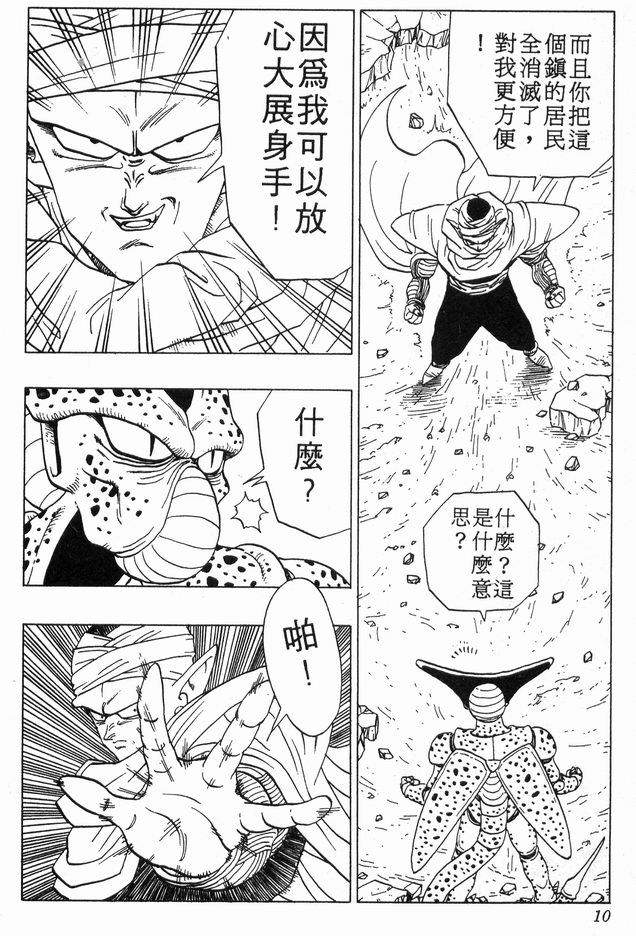 而且你把這
個鎮的居民
全消滅了，
對我更方便
！
什麼？這
是什麼意
思？
因爲我可以放
心大展身手！
什麼？
啪！
10